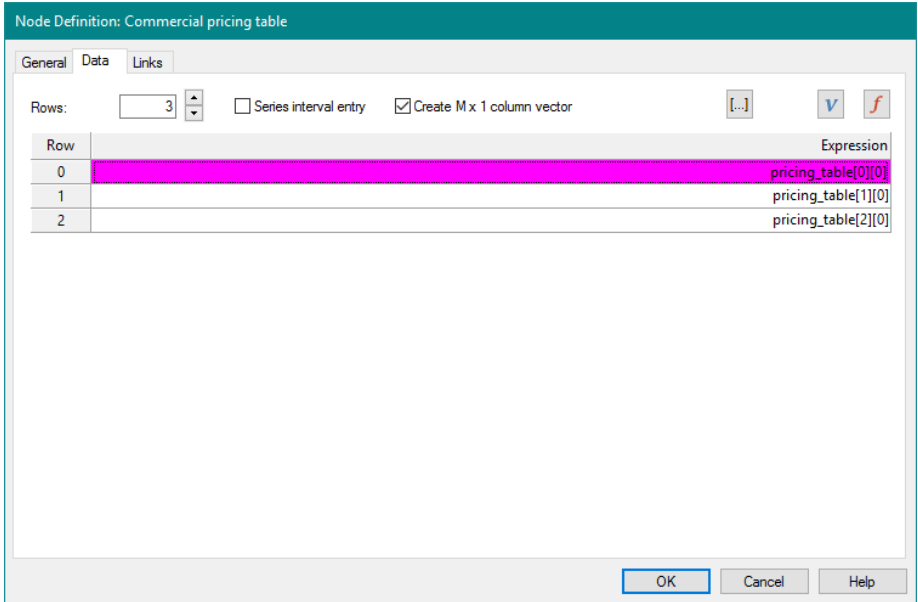 Node Definition: Commercial pricing table
General Data Links
Rows: 3 Series interval entry Create M x 1 column vector [...] V f
Row Expression
0 pricing_table[0][0]
1 pricing_table[1][0]
2 pricing_table[2][0]
OK Cancel Help